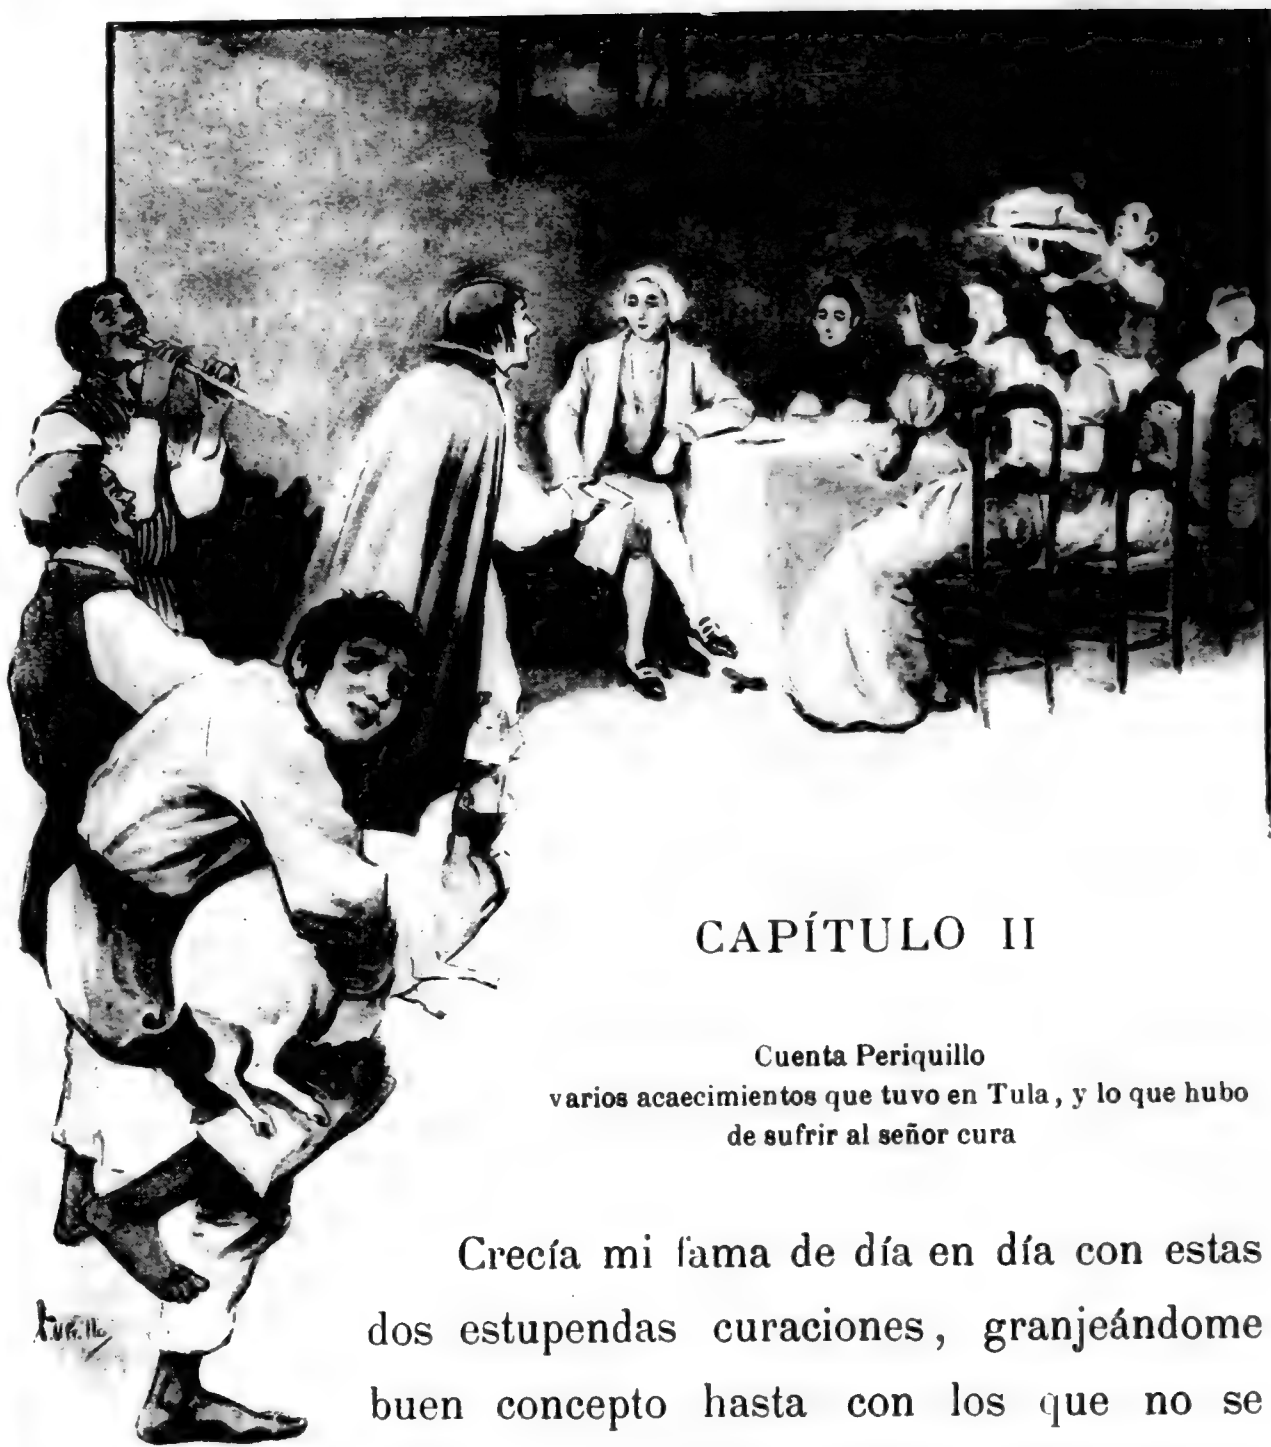 CAPÍTULO II
Cuenta Periquillo
varios acaecimientos que tuvo en Tula, y lo que hubo
de sufrir al señor cura
Crecía mi fama de día en día con estas
dos estupendas curaciones, granjeándome
buen concepto hasta con los que no se